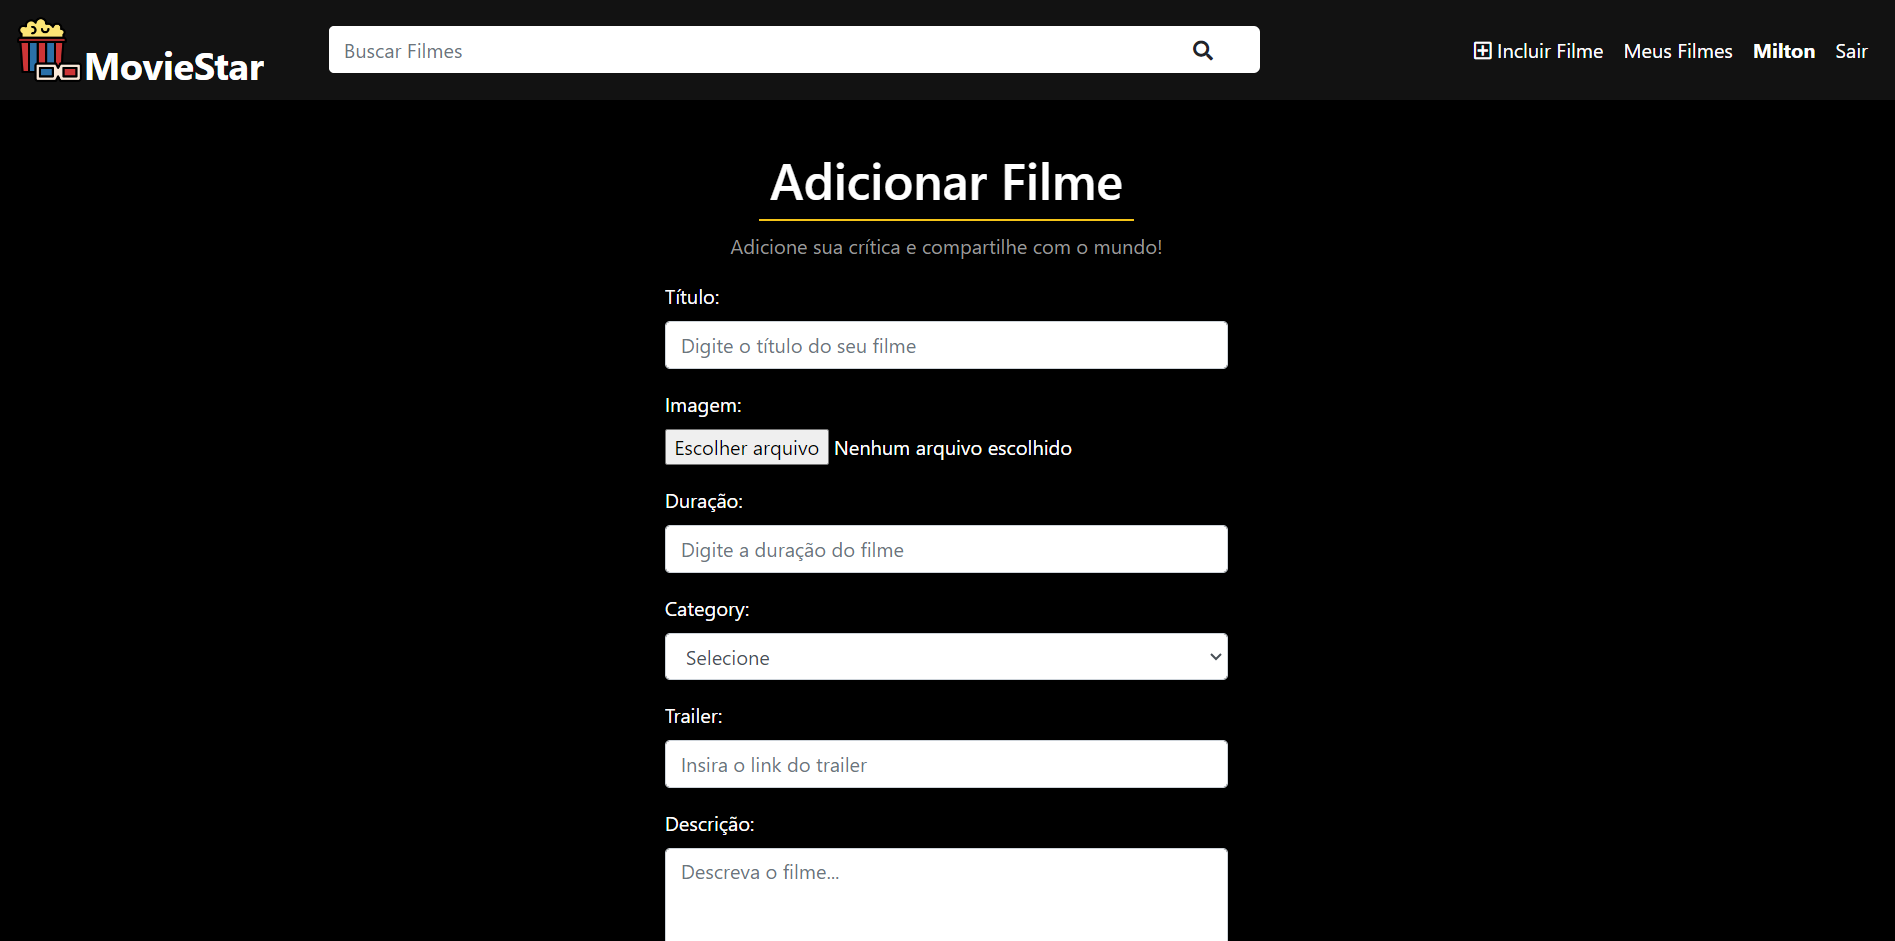 MovieStar
Buscar Filmes
Incluir Filme
Meus Filmes
Milton
Sair
Adicionar Filme
Adicione sua crítica e compartilhe com o mundo!
Título:
Digite o título do seu filme
Imagem:
Escolher arquivo Nenhum arquivo escolhido
Duração:
Digite a duração do filme
Category:
Selecione
Trailer:
Insira o link do trailer
Descrição:
Descreva o filme...